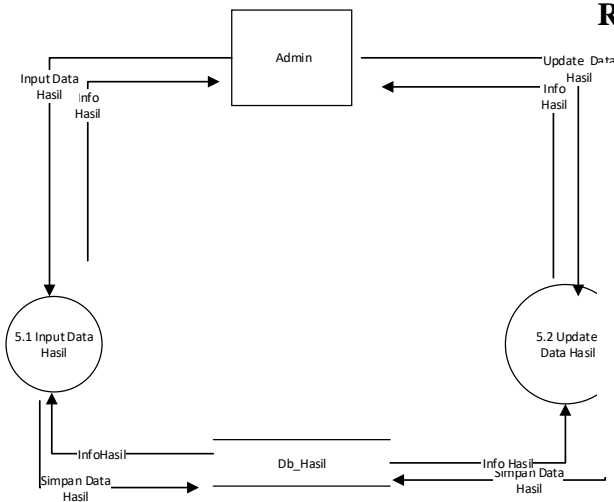 R
Admin
Input Data
Hasil
Info
Hasil
Update Data
Hasil
Info
Hasil
5.1 Input Data
Hasil
5.2 Update
Data Hasil
InfoHasil
Db_Hasil
Info Hasil
Simpan Data
Hasil
Simpan Data
Hasil